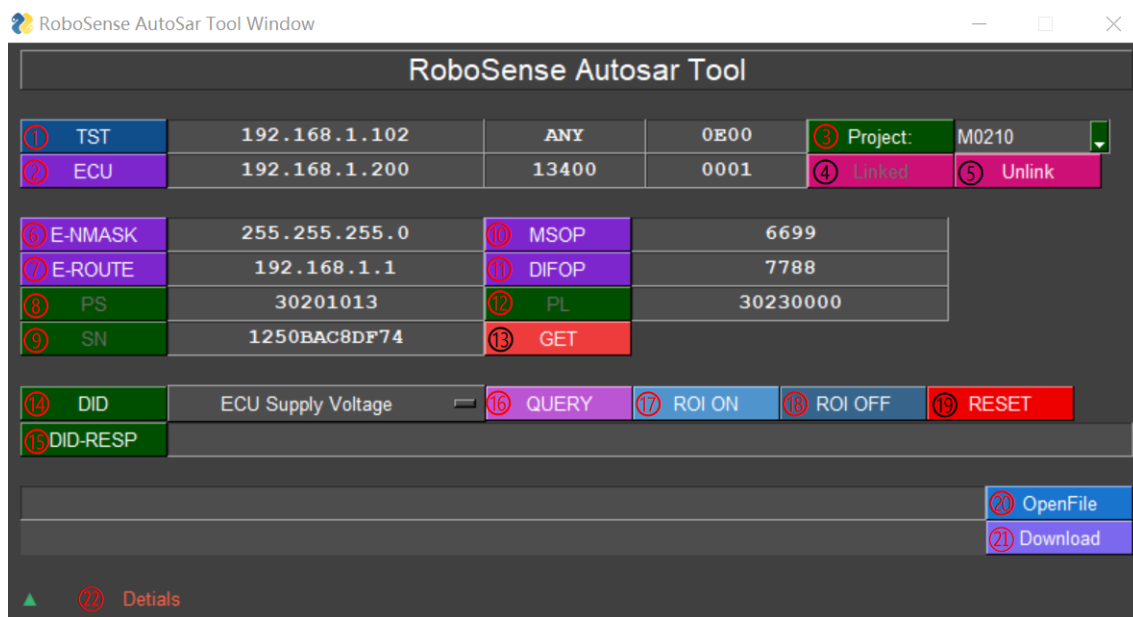 RoboSense AutoSar Tool Window
RoboSense Autosar Tool
① TST 192.168.1.102 ANY 0E00 ③ Project: M0210
② ECU 192.168.1.200 13400 0001 ④ Linked ⑤ Unlink
⑥ E-NMASK 255.255.255.0 ⑩ MSOP 6699
⑦ E-ROUTE 192.168.1.1 ⑪ DIFOP 7788
⑧ PS 30201013 ⑫ PL 30230000
⑨ SN 1250BAC8DF74 ⑬ GET
⑭ DID ECU Supply Voltage ⑯ QUERY ⑰ ROI ON ⑱ ROI OFF ⑲ RESET
⑮ DID-RESP
⑳ OpenFile
㉑ Download
㉒ Detials